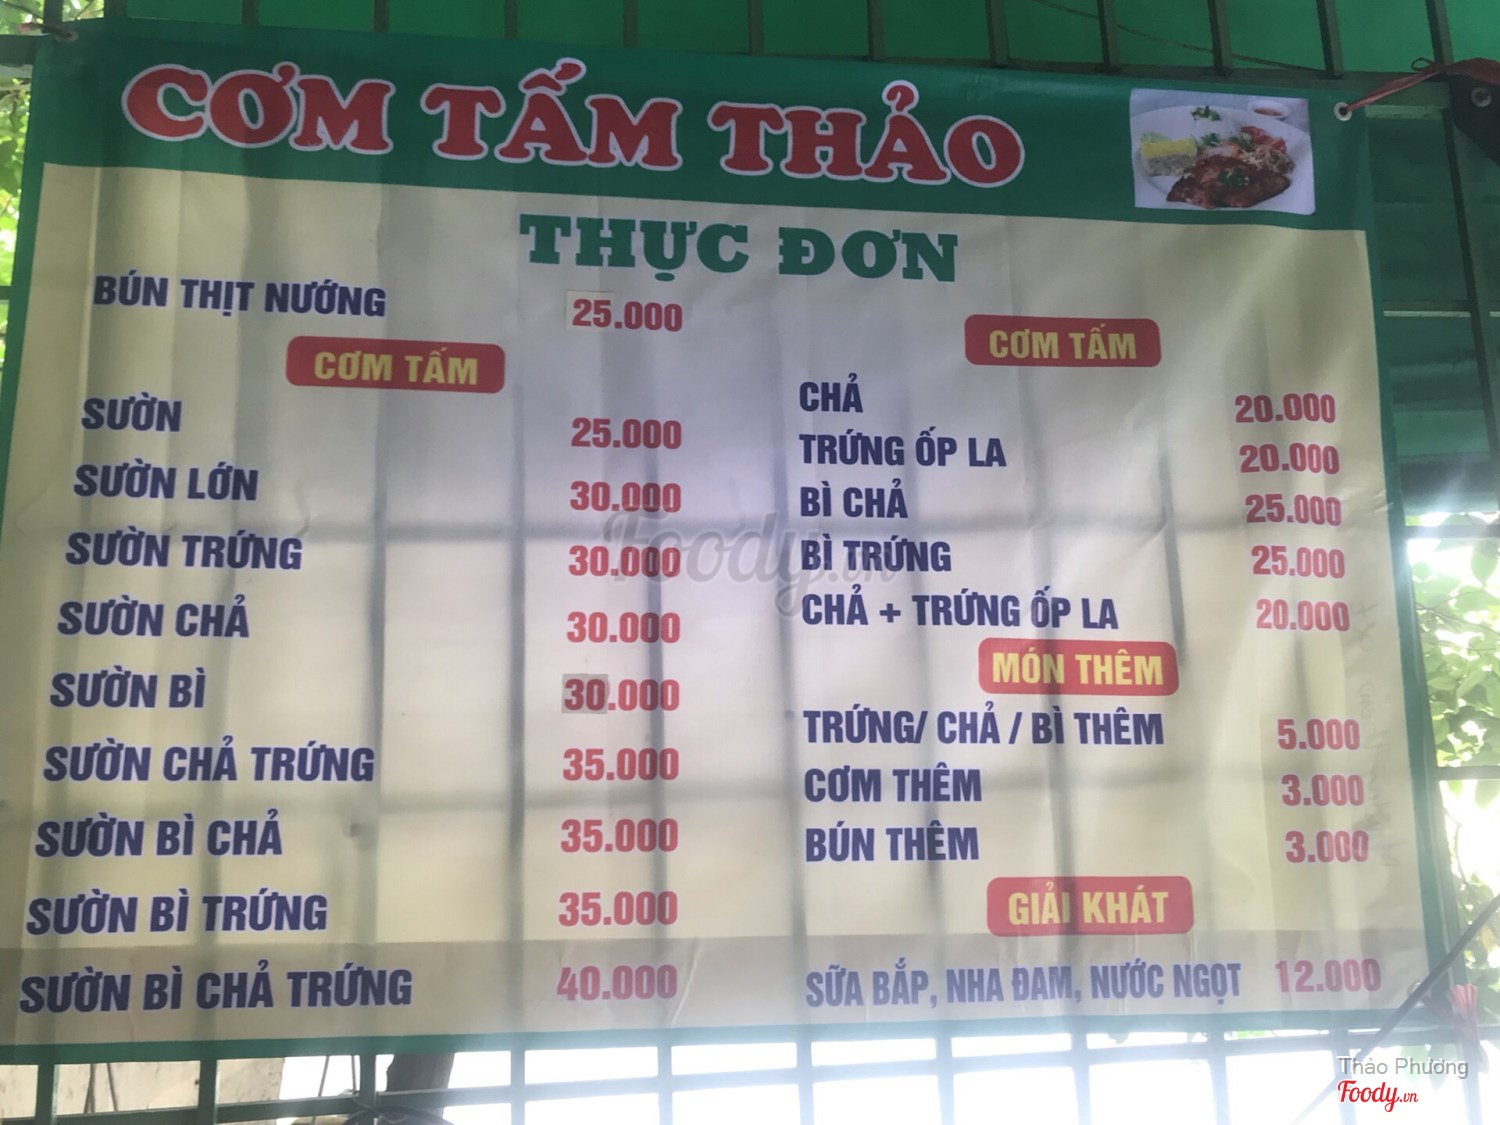 CƠM TẤM THẢO
THỰC ĐƠN
BÚN THỊT NƯỚNG 25.000
CƠM TẤM
SƯỜN 25.000
SƯỜN LỚN 30.000
SƯỜN TRỨNG 30.000
SƯỜN CHẢ 30.000
SƯỜN BÌ 30.000
SƯỜN CHẢ TRỨNG 35.000
SƯỜN BÌ CHẢ 35.000
SƯỜN BÌ TRỨNG 35.000
SƯỜN BÌ CHẢ TRỨNG 40.000
CƠM TẤM
CHẢ 20.000
TRỨNG ỐP LA 20.000
BÌ CHẢ 25.000
BÌ TRỨNG 25.000
CHẢ + TRỨNG ỐP LA 20.000
MÓN THÊM
TRỨNG/ CHẢ / BÌ THÊM 5.000
CƠM THÊM 3.000
BÚN THÊM 3.000
GIẢI KHÁT
SỮA BẮP, NHA ĐAM, NƯỚC NGỌT 12.000
Foody.vn
Thảo Phương
Foody.vn